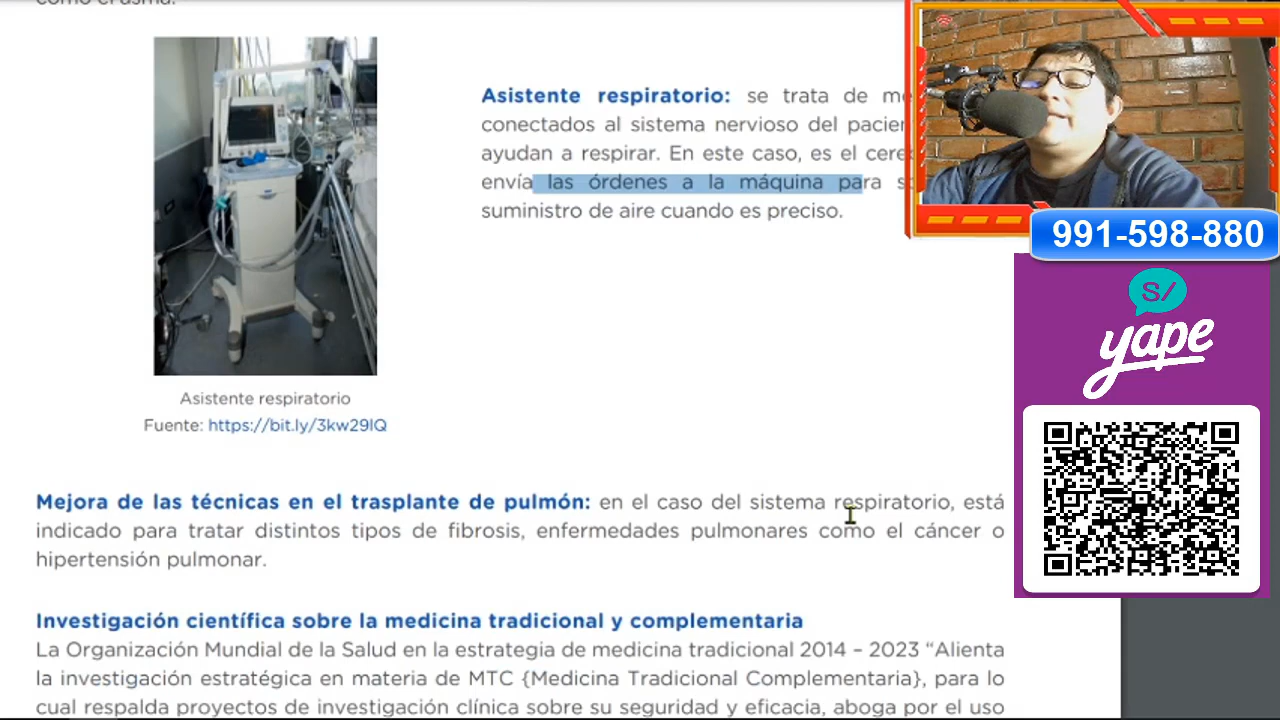 como el asma.
Asistente respiratorio: se trata de
conectados al sistema nervioso del
ayudan a respirar. En este caso, es el
envía las órdenes a la máquina para
suministro de aire cuando es preciso.
991-598-880
S/
yape
Asistente respiratorio
Fuente: https://bit.ly/3kw29IQ
Mejora de las técnicas en el trasplante de pulmón: en el caso del sistema respiratorio, está
indicado para tratar distintos tipos de fibrosis, enfermedades pulmonares como el cáncer o
hipertensión pulmonar.
Investigación científica sobre la medicina tradicional y complementaria
La Organización Mundial de la Salud en la estrategia de medicina tradicional 2014 – 2023 “Alienta
la investigación estratégica en materia de MTC {Medicina Tradicional Complementaria}, para lo
cual respalda proyectos de investigación clínica sobre su seguridad y eficacia, aboga por el uso